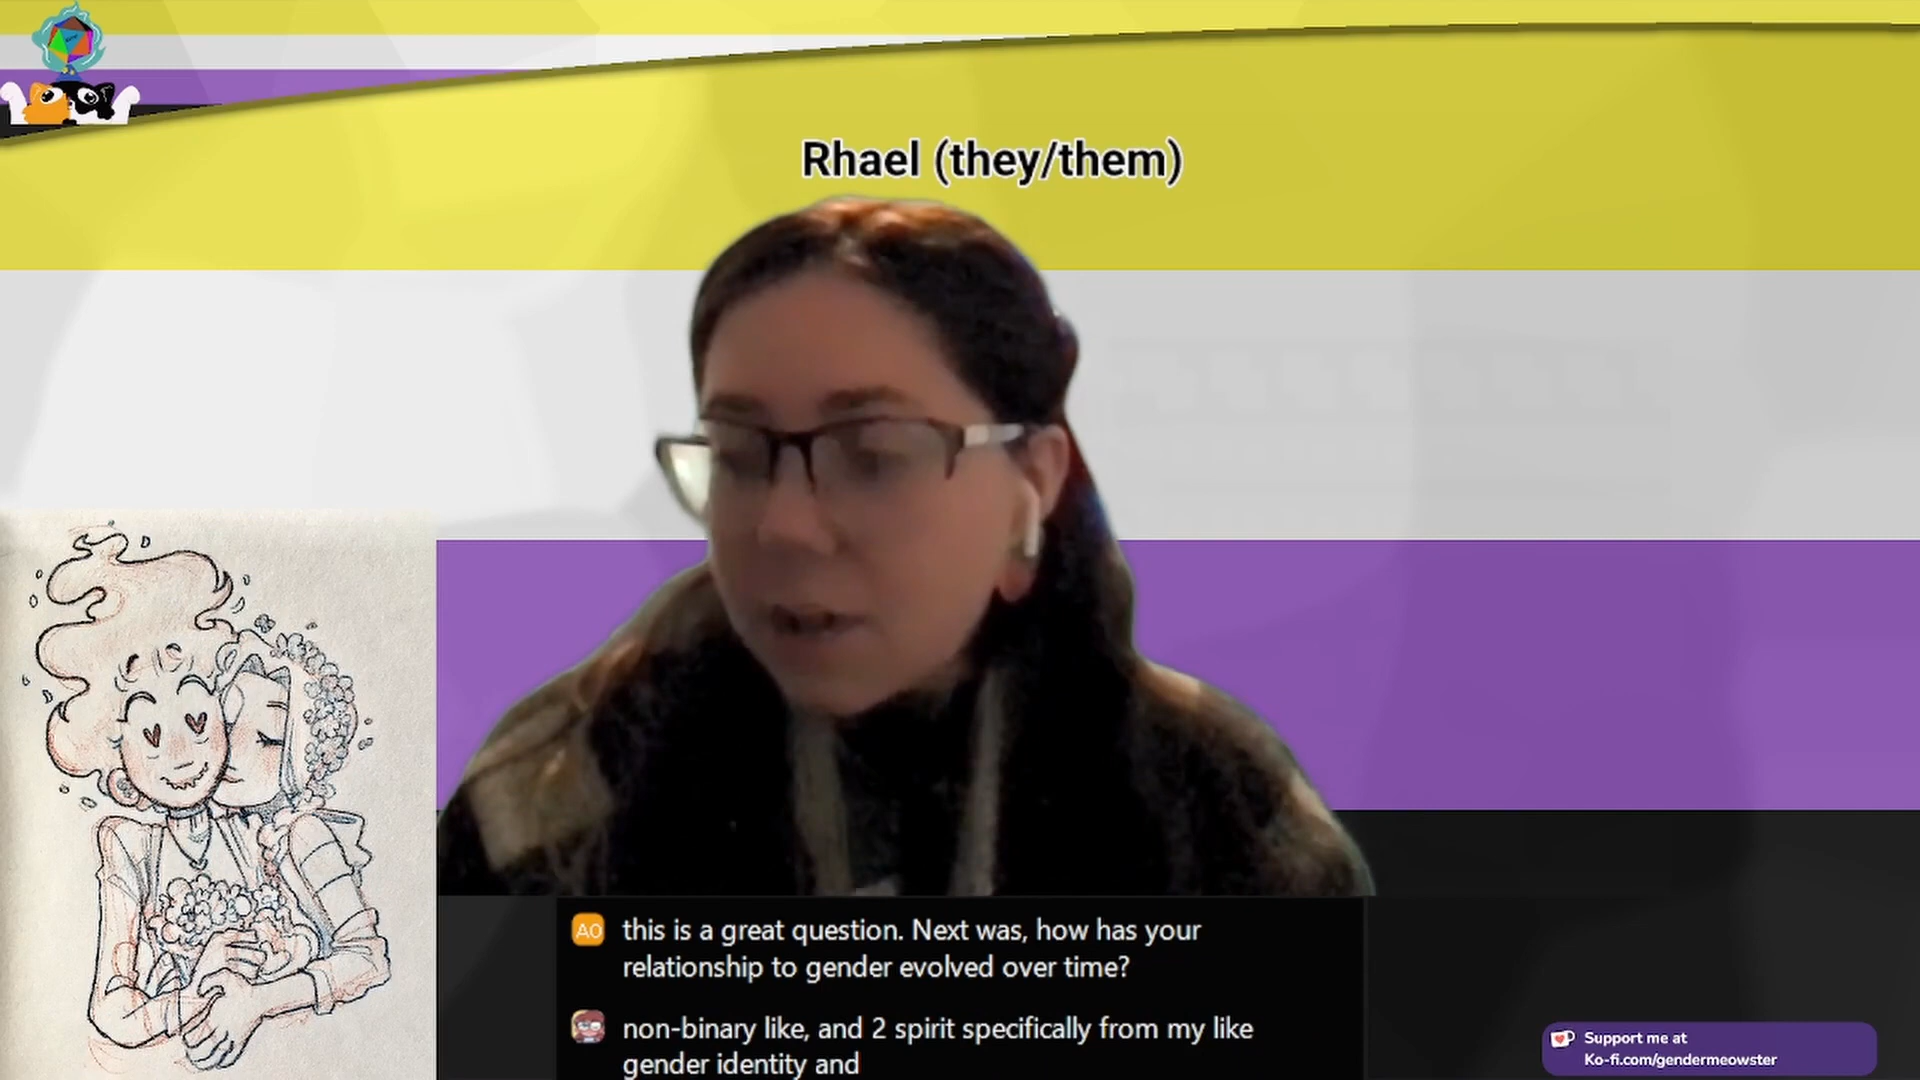 Rhael (they/them)
AO
this is a great question. Next was, how has your
relationship to gender evolved over time?
non-binary like, and 2 spirit specifically from my like
gender identity and
Support me at
Ko-fi.com/gendermeowster